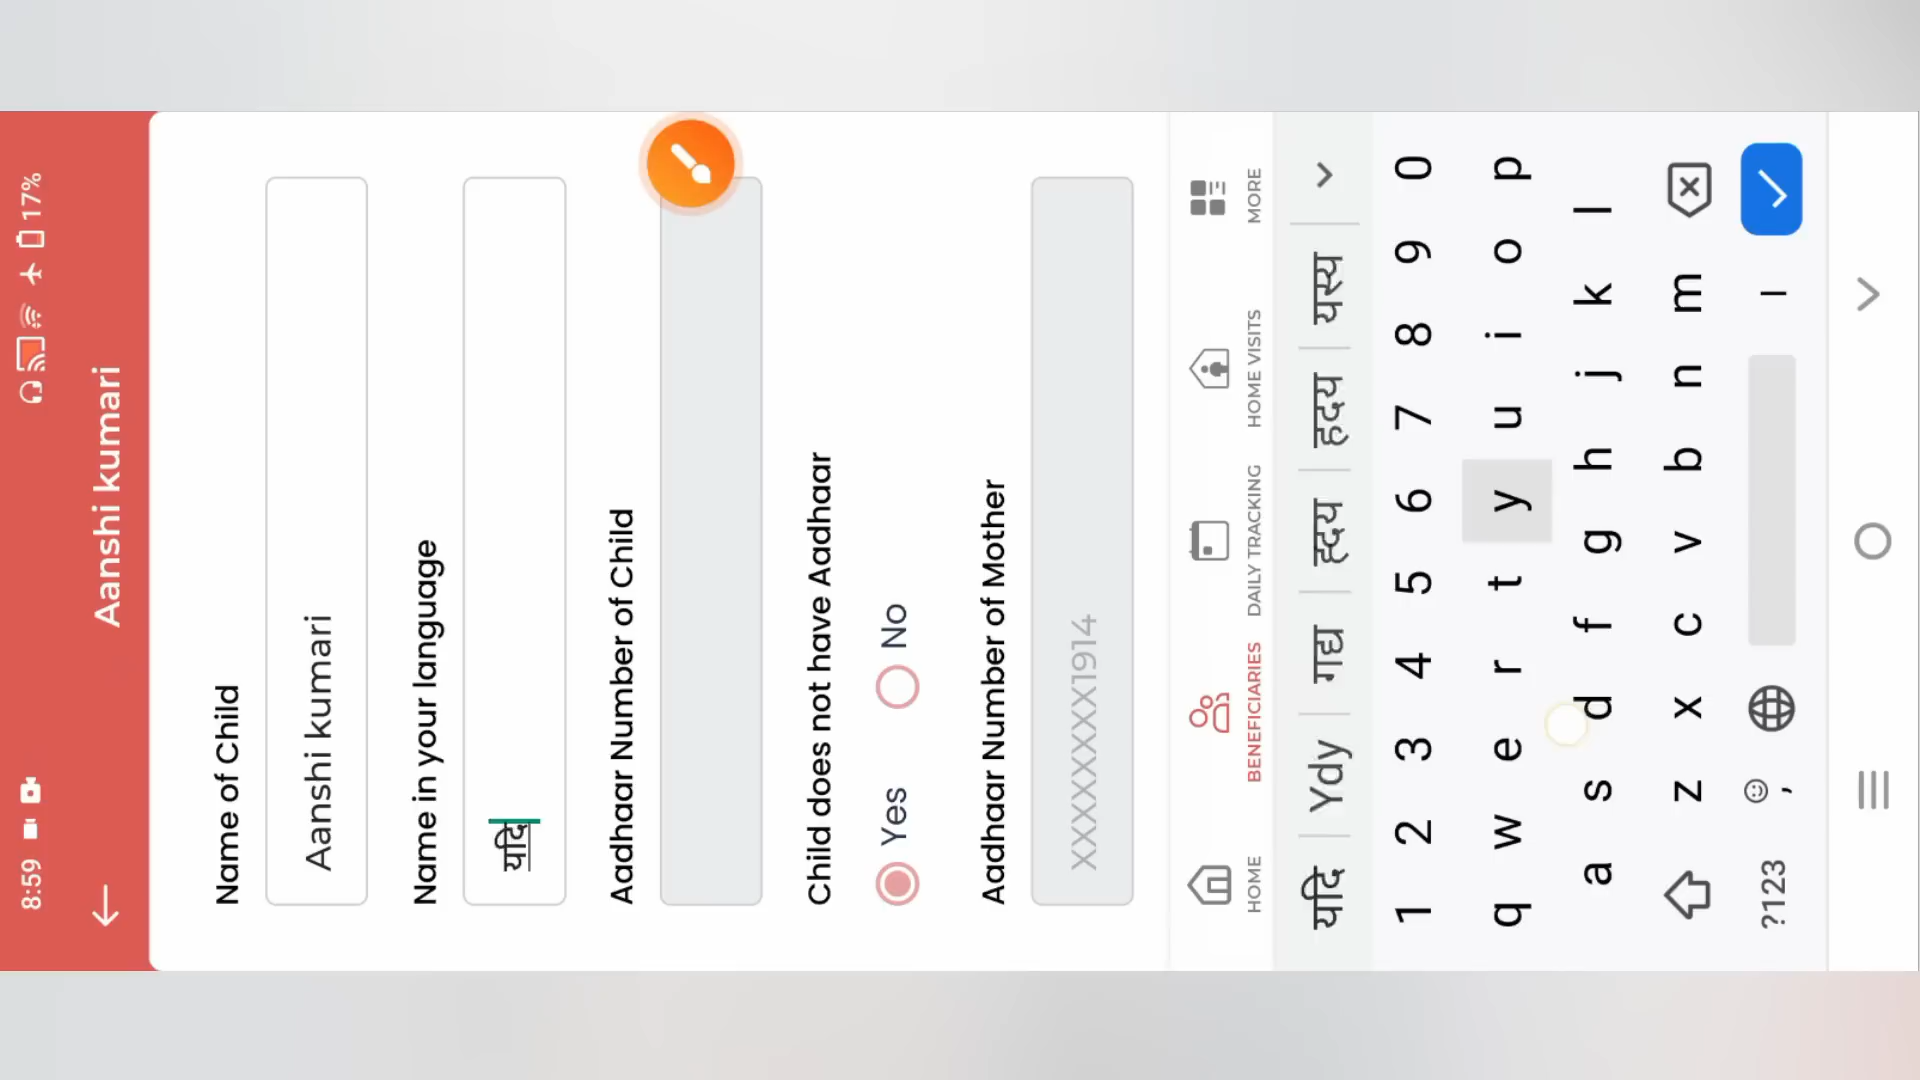 8:59 17%
Aanshi kumari
Name of Child
Aanshi kumari
Name in your language
यदि
Aadhaar Number of Child
Child does not have Aadhaar
Yes No
Aadhaar Number of Mother
XXXXXXXX1914
HOME BENEFICIARIES DAILY TRACKING HOME VISITS MORE
यदि Ydy गद्य हृदय ह्रदय यस्य
1 2 3 4 5 6 7 8 9 0
q w e r t y u i o p
a s d f g h j k l
z x c v b n m
?123 , ।